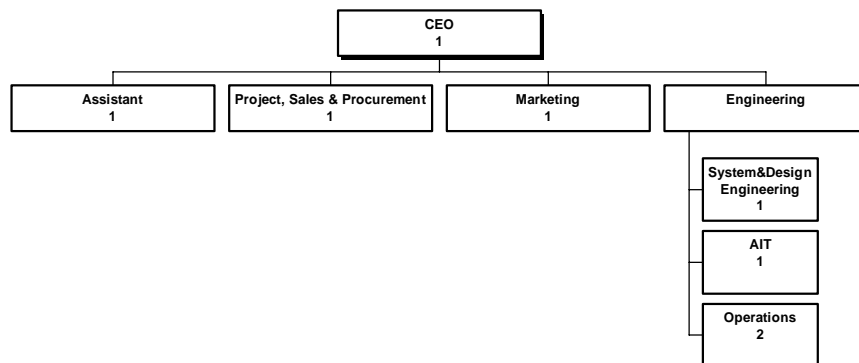 CEO
1
Assistant
1
Project, Sales & Procurement
1
Marketing
1
Engineering
System&Design
Engineering
1
AIT
1
Operations
2